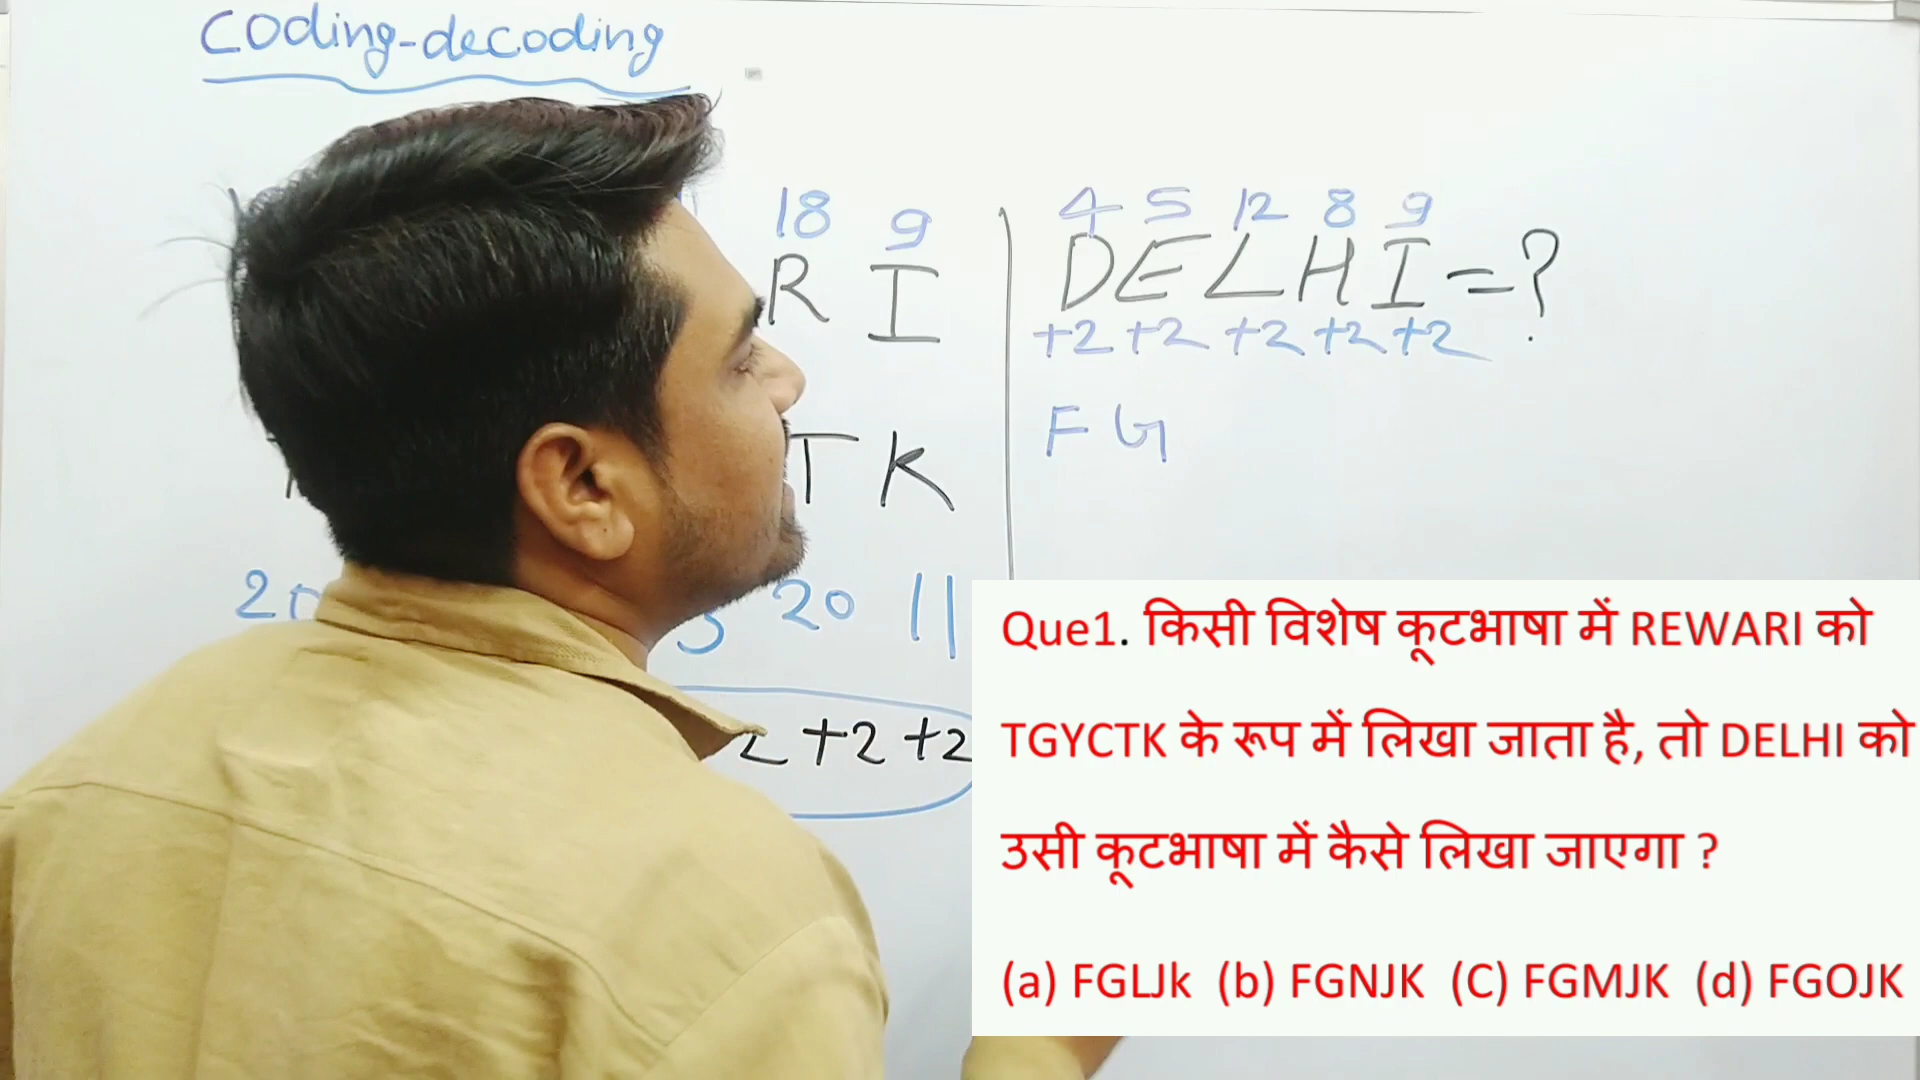 Coding-decoding
18 9
R I
T K
20 20 11
+2 +2
4 5 12 8 9
DELHI=?
+2 +2 +2 +2 +2
F G
Que1. किसी विशेष कूटभाषा में REWARI को
TGYCTK के रूप में लिखा जाता है, तो DELHI को
उसी कूटभाषा में कैसे लिखा जाएगा ?
(a) FGLJk (b) FGNJK (C) FGMJK (d) FGOJK